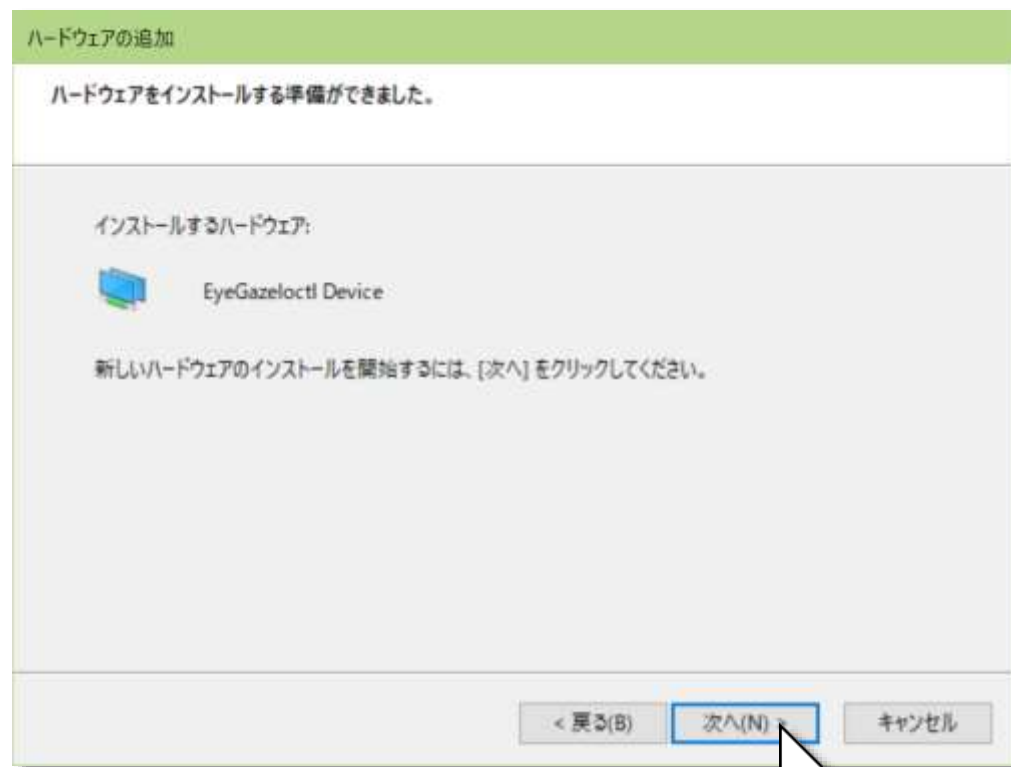 ハードウェアの追加
ハードウェアをインストールする準備ができました。
インストールするハードウェア:
EyeGazeIoctl Device
新しいハードウェアのインストールを開始するには、[次へ] をクリックしてください。
< 戻る(B)
次へ(N) >
キャンセル